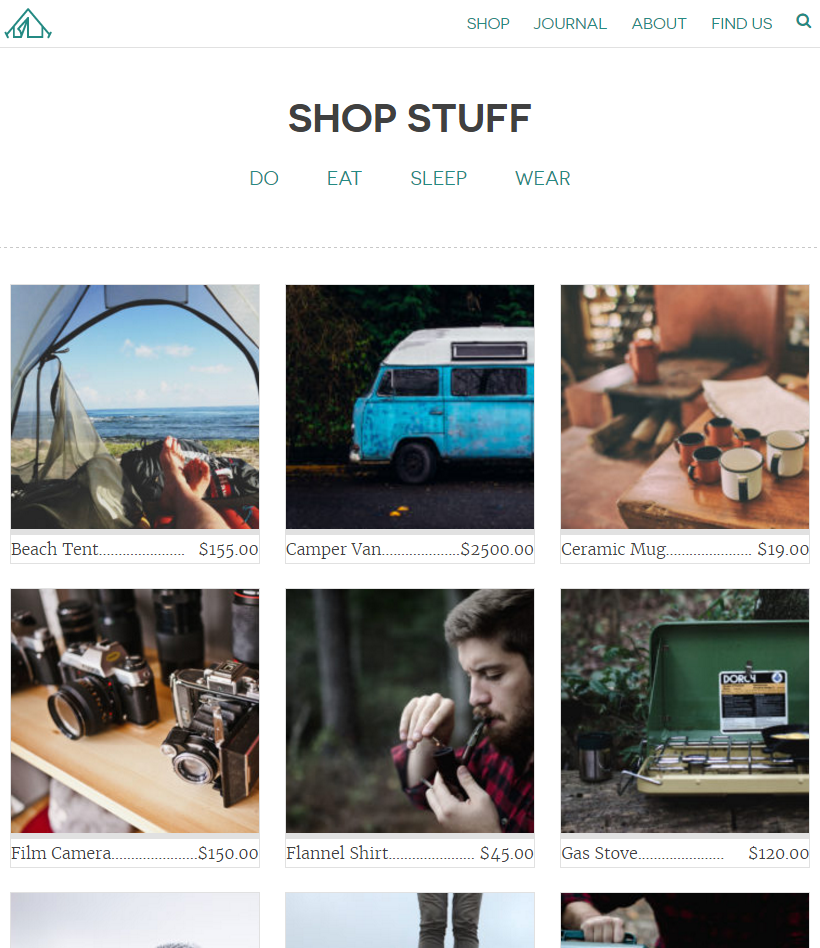 SHOP JOURNAL ABOUT FIND US
SHOP STUFF
DO EAT SLEEP WEAR
Beach Tent...................... $155.00
Camper Van....................$2500.00
Ceramic Mug...................... $19.00
DORCY
Film Camera......................$150.00
Flannel Shirt...................... $45.00
Gas Stove...................... $120.00